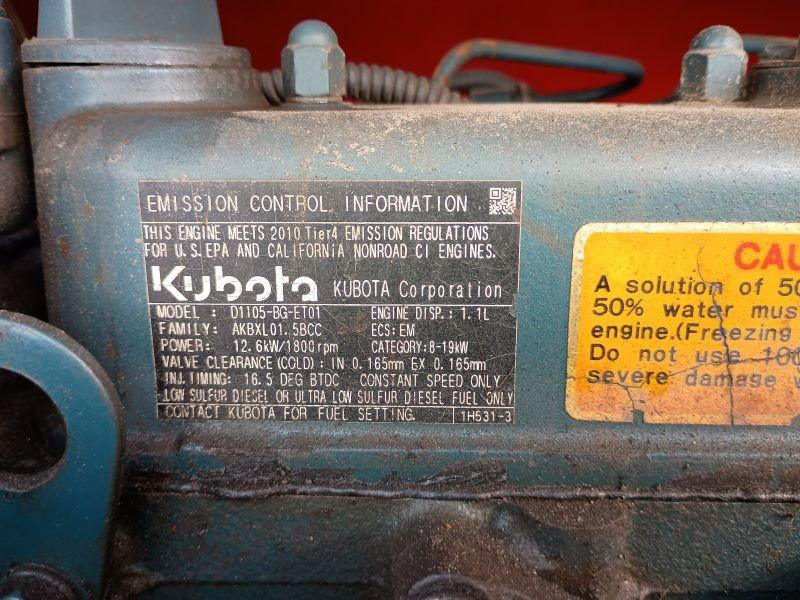 EMISSION CONTROL INFORMATION
THIS ENGINE MEETS 2010 Tier4 EMISSION REGULATIONS
FOR U.S.EPA AND CALIFORNIA NONROAD CI ENGINES.
Kubota KUBOTA Corporation
MODEL : D1105-BG-ET01 ENGINE DISP.: 1.1L
FAMILY: AKBXL01.5BCC ECS:EM
POWER: 12.6kW/1800rpm CATEGORY:8-19kW
VALVE CLEARANCE(COLD): IN 0.165mm EX 0.165mm
INJ.TIMING: 16.5 DEG BTDC CONSTANT SPEED ONLY
LOW SULFUR DIESEL OR ULTRA LOW SULFUR DIESEL FUEL ONLY
CONTACT KUBOTA FOR FUEL SETTING. 1H531-3
CAU
A solution of 50
50% water mus
engine.(Freezing
Do not use 100
severe damage